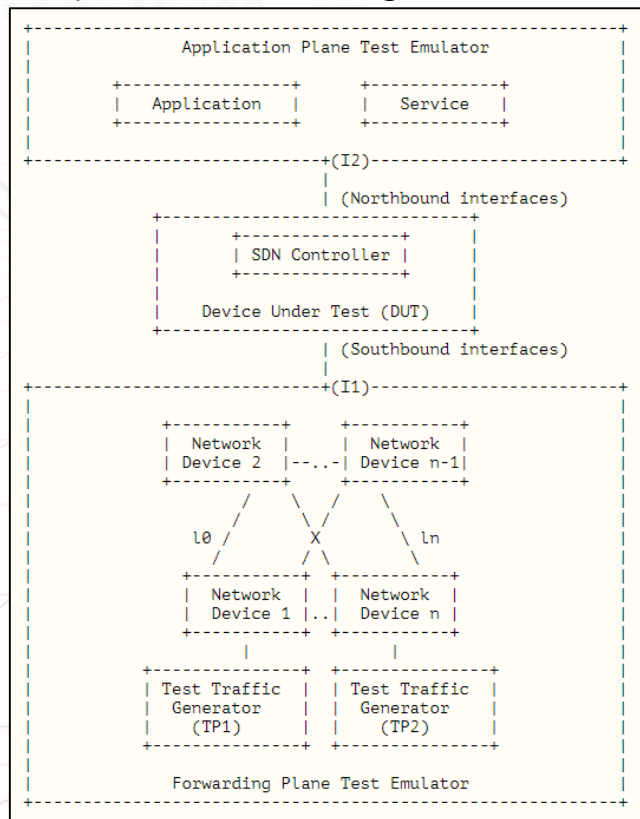 Application Plane Test Emulator
Application Service
(I2)
(Northbound interfaces)
SDN Controller
Device Under Test (DUT)
(Southbound interfaces)
(I1)
Network Network
Device 2 |--..-| Device n-1
l0 X ln
Network Network
Device 1 |..| Device n
Test Traffic Test Traffic
Generator Generator
(TP1) (TP2)
Forwarding Plane Test Emulator